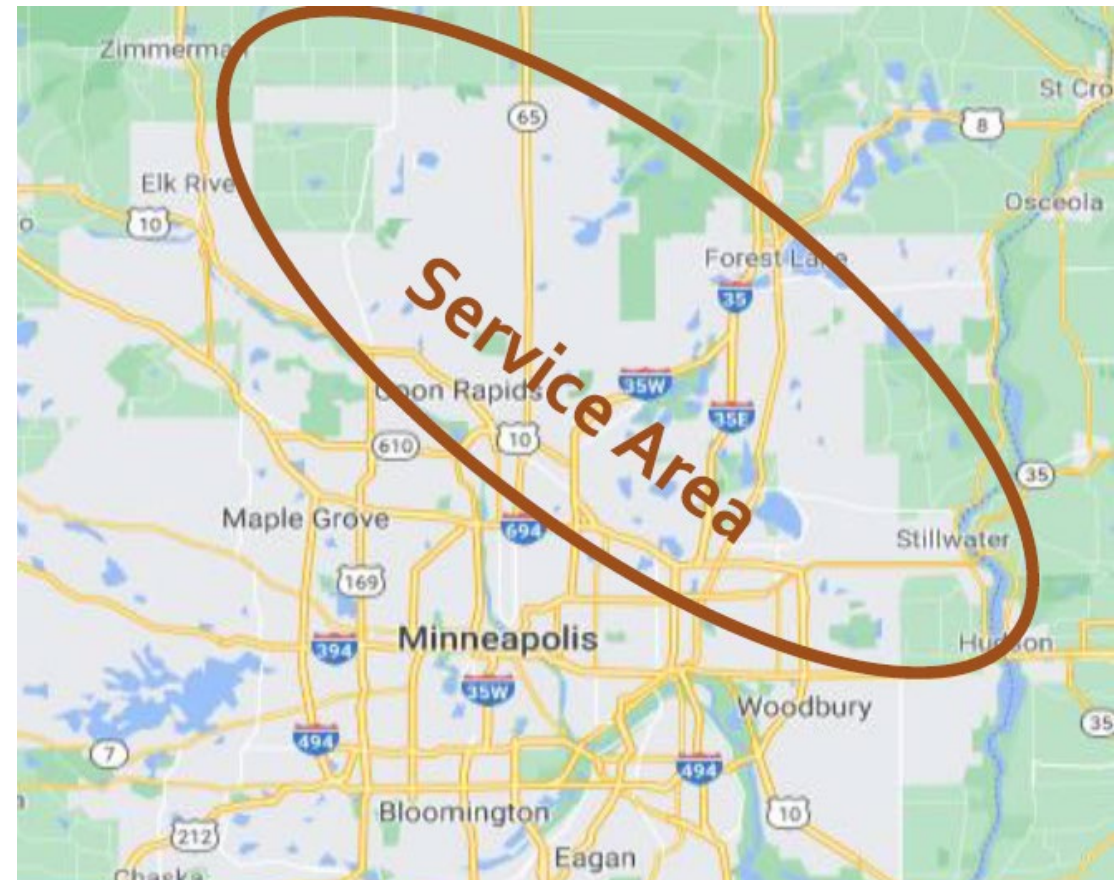 Zimmerman
65
St Cro
8
Elk River
10
Osceola
o
Forest Lake
35
Service Area
35W
Coon Rapids
35E
10
610
35
Maple Grove
694
Stillwater
169
Minneapolis
394
Hudson
35W
Woodbury
35
494
7
494
Bloomington
10
212
Eagan
Chaska